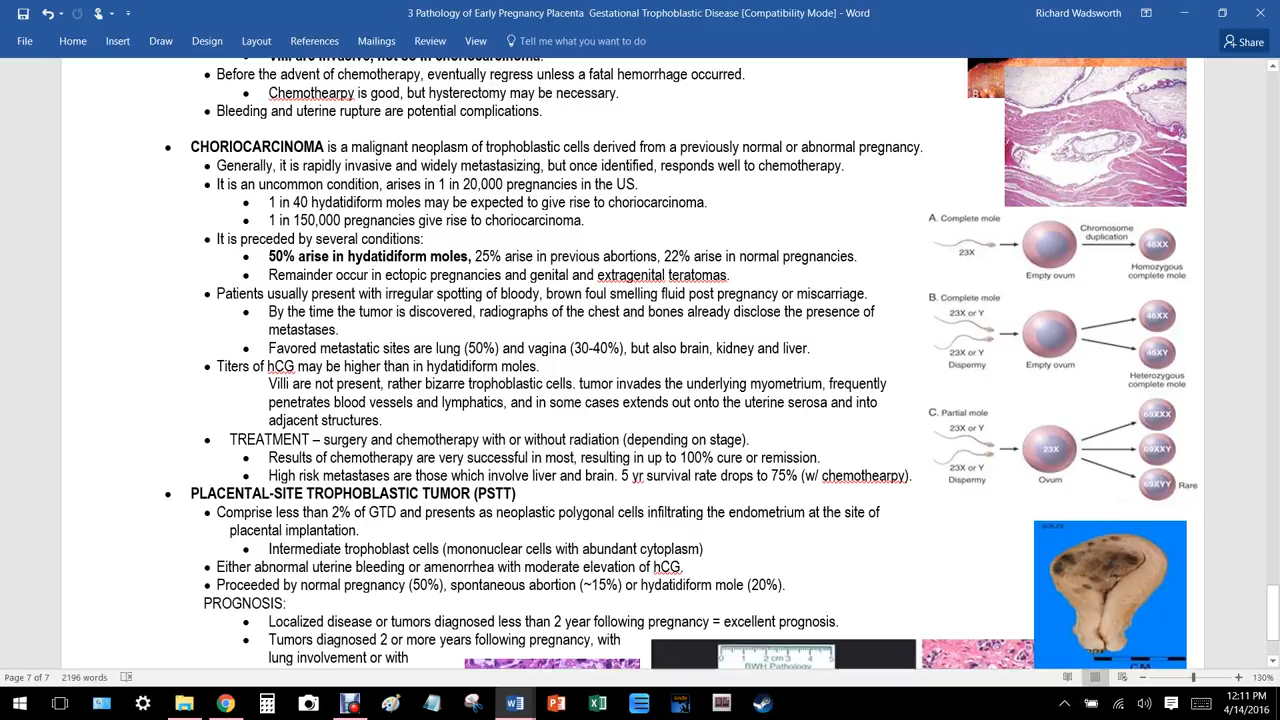 3 Pathology of Early Pregnancy Placenta  Gestational Trophoblastic Disease [Compatibility Mode] - Word
Richard Wadsworth
File Home Insert Draw Design Layout References Mailings Review View Tell me what you want to do Share
Villi are invasive, not so in choriocarcinoma.
• Before the advent of chemotherapy, eventually regress unless a fatal hemorrhage occurred.
• Chemothearpy is good, but hysterectomy may be necessary.
• Bleeding and uterine rupture are potential complications.
• CHORIOCARCINOMA is a malignant neoplasm of trophoblastic cells derived from a previously normal or abnormal pregnancy.
• Generally, it is rapidly invasive and widely metastasizing, but once identified, responds well to chemotherapy.
• It is an uncommon condition, arises in 1 in 20,000 pregnancies in the US.
• 1 in 40 hydatidiform moles may be expected to give rise to choriocarcinoma.
• 1 in 150,000 pregnancies give rise to choriocarcinoma.
• It is preceded by several conditions:
• 50% arise in hydatidiform moles, 25% arise in previous abortions, 22% arise in normal pregnancies.
• Remainder occur in ectopic pregnancies and genital and extragenital teratomas.
• Patients usually present with irregular spotting of bloody, brown foul smelling fluid post pregnancy or miscarriage.
• By the time the tumor is discovered, radiographs of the chest and bones already disclose the presence of
metastases.
• Favored metastatic sites are lung (50%) and vagina (30-40%), but also brain, kidney and liver.
• Titers of hCG may be higher than in hydatidiform moles.
Villi are not present, rather bizarre trophoblastic cells. tumor invades the underlying myometrium, frequently
penetrates blood vessels and lymphatics, and in some cases extends out onto the uterine serosa and into
adjacent structures.
• TREATMENT – surgery and chemotherapy with or without radiation (depending on stage).
• Results of chemotherapy are very successful in most, resulting in up to 100% cure or remission.
• High risk metastases are those which involve liver and brain. 5 yr survival rate drops to 75% (w/ chemothearpy).
• PLACENTAL-SITE TROPHOBLASTIC TUMOR (PSTT)
• Comprise less than 2% of GTD and presents as neoplastic polygonal cells infiltrating the endometrium at the site of
placental implantation.
• Intermediate trophoblast cells (mononuclear cells with abundant cytoplasm)
• Either abnormal uterine bleeding or amenorrhea with moderate elevation of hCG.
• Proceeded by normal pregnancy (50%), spontaneous abortion (~15%) or hydatidiform mole (20%).
PROGNOSIS:
• Localized disease or tumors diagnosed less than 2 year following pregnancy = excellent prognosis.
• Tumors diagnosed 2 or more years following pregnancy, with
lung involvement or with
B
A. Complete mole
Chromosome
duplication
23X
46XX
Empty ovum
Homozygous
complete mole
B. Complete mole
23X or Y
46XX
23X or Y
46XY
Dispermy
Empty ovum
Heterozygous
complete mole
C. Partial mole
69XXX
23X or Y
23X
69XXY
23X or Y
69XYY Rare
Dispermy
Ovum
CM
0 1 2 cm 3 4 5
BWH Pathology
Page 7 of 7 2196 words
130%
12:11 PM
4/14/2016